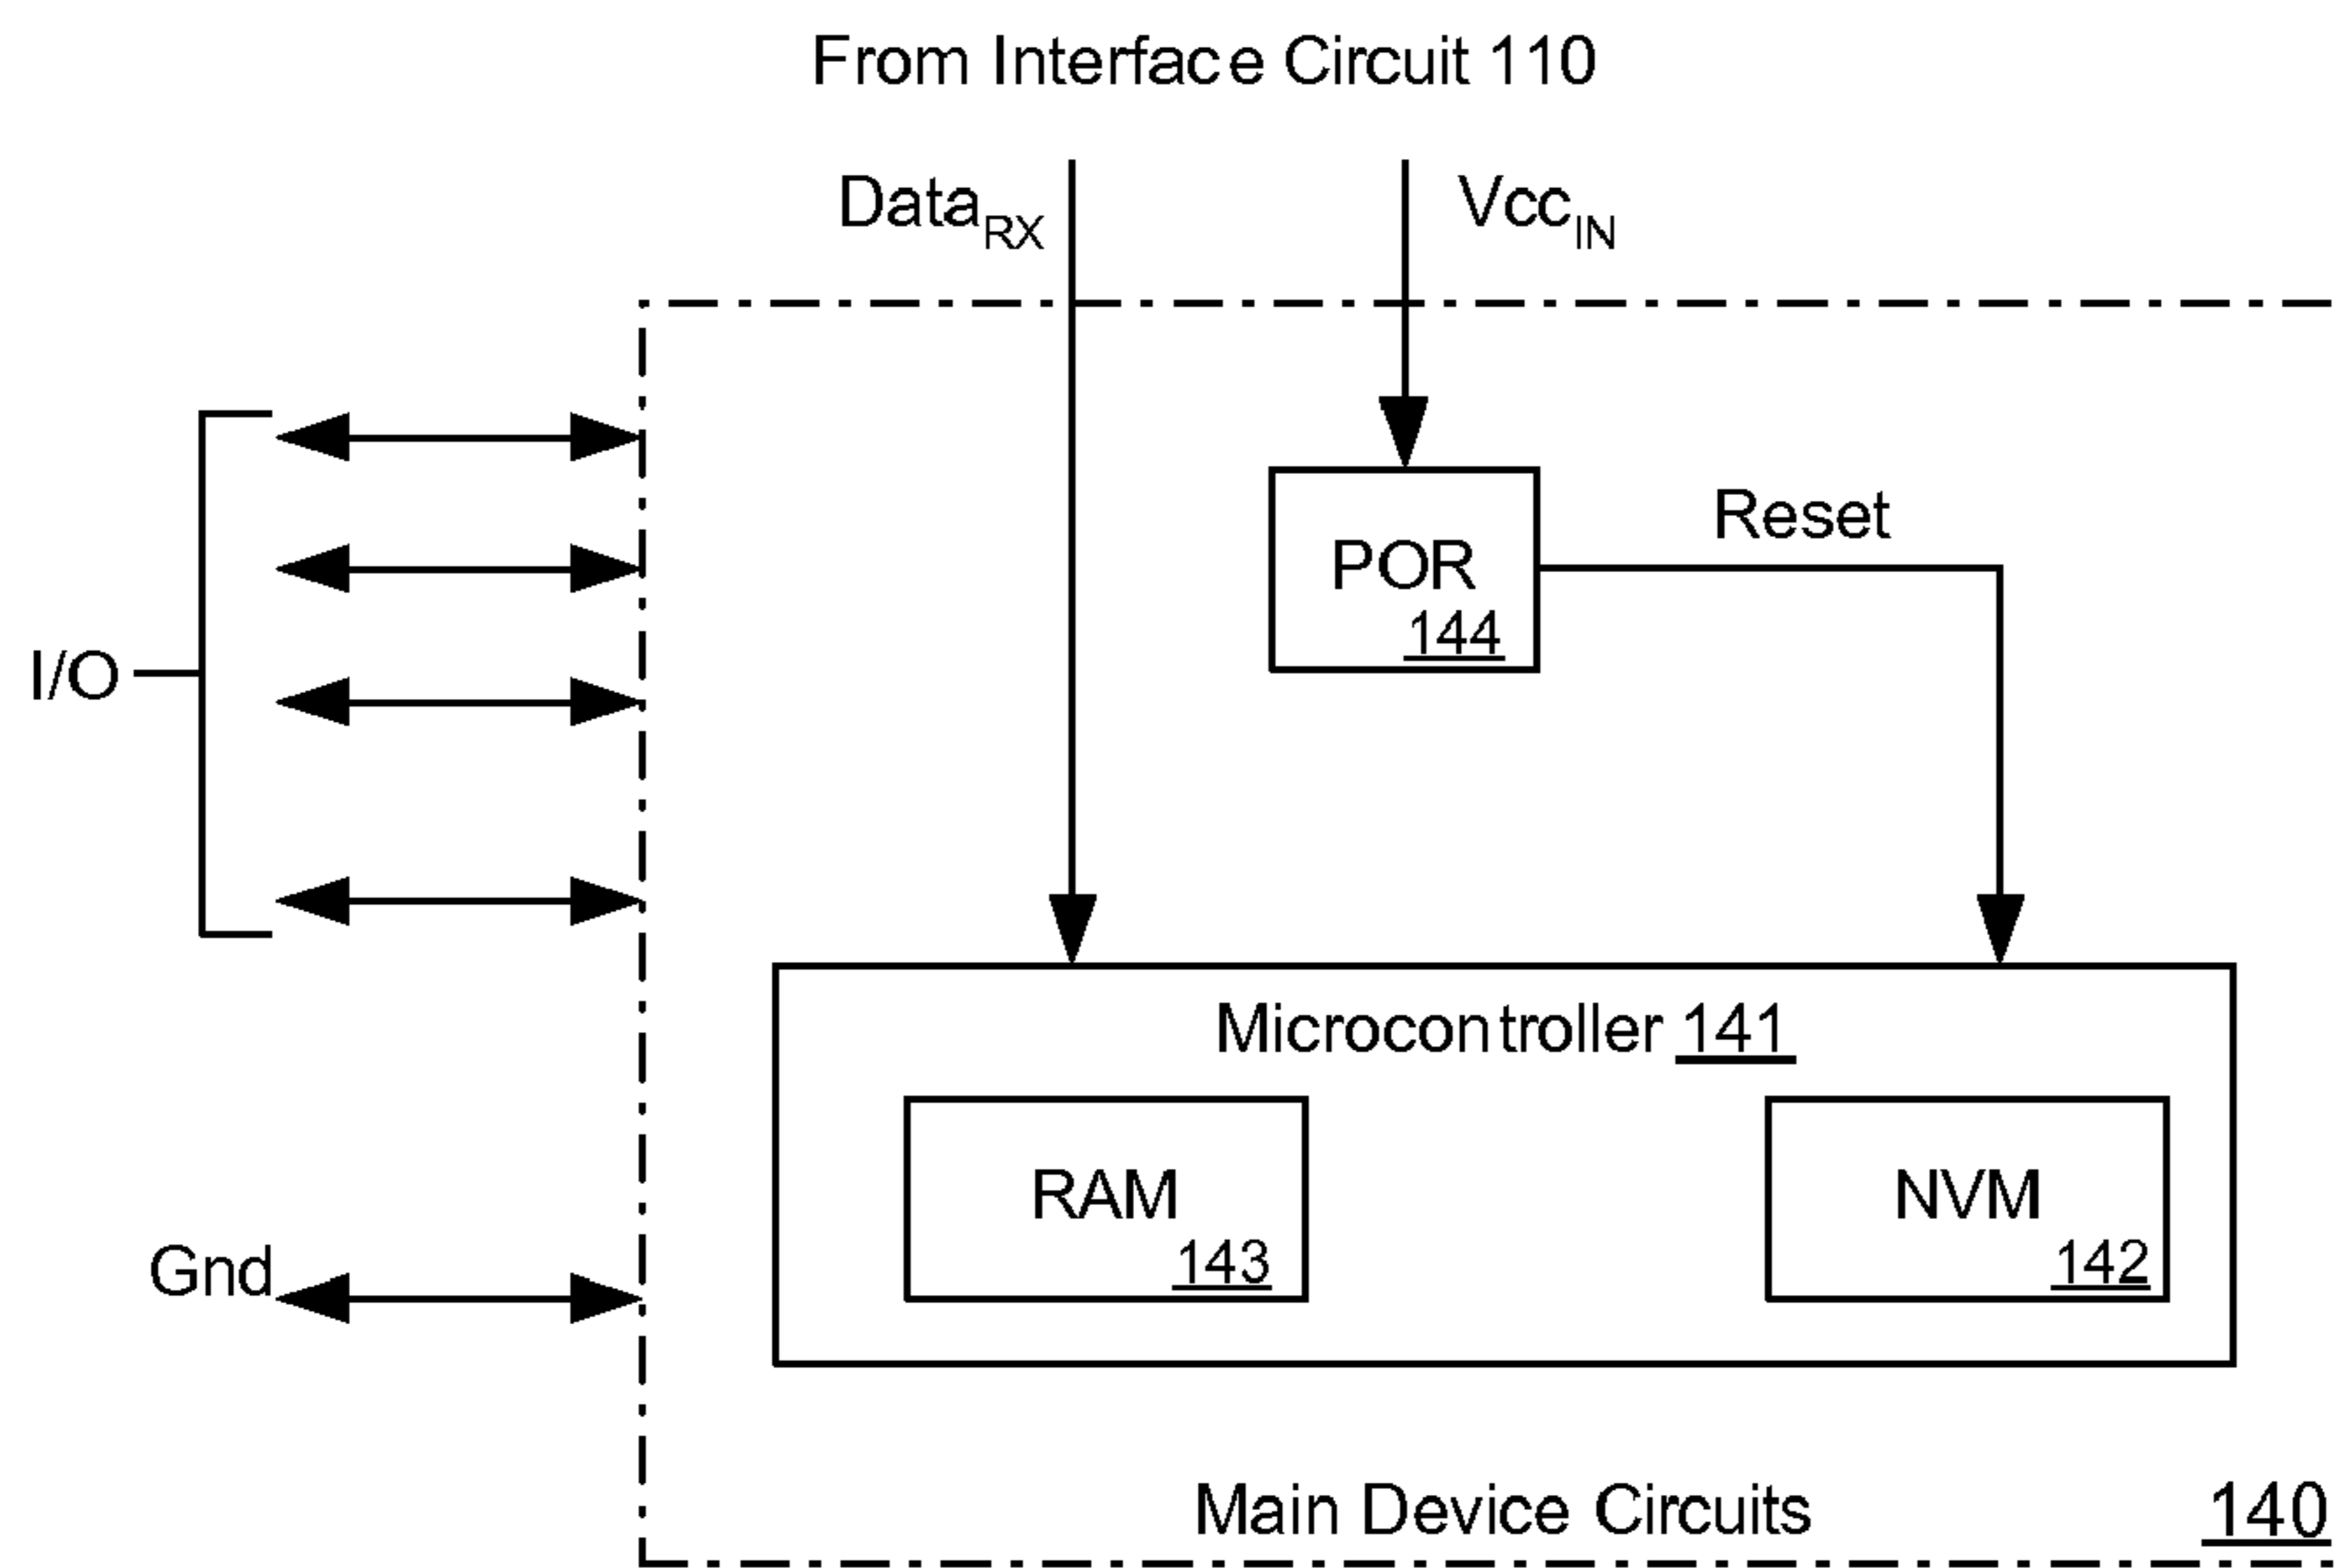 From Interface Circuit 110
DataRX
VccIN
Reset
POR
144
I/O
Microcontroller 141
RAM
143
NVM
142
Gnd
Main Device Circuits 140